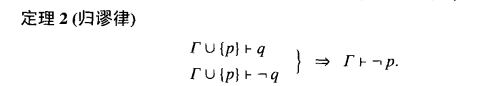 定理 2 (归谬律)
Γ ∪ {p} ⊢ q
Γ ∪ {p} ⊢ ¬ q } ⇒ Γ ⊢ ¬ p.